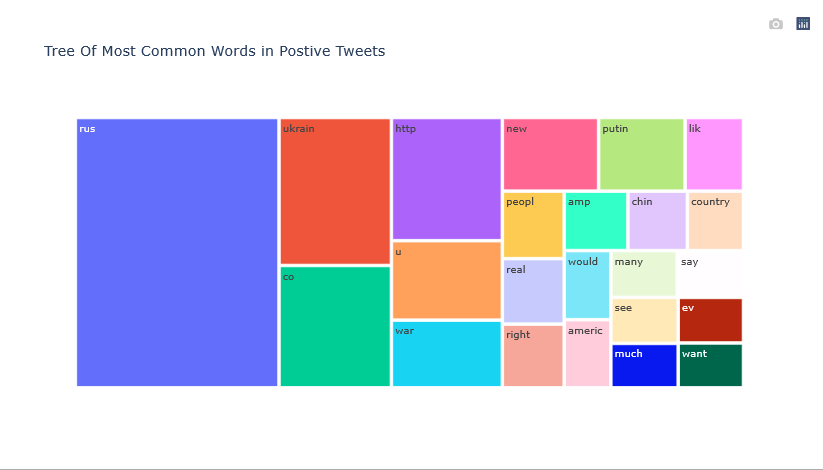 Tree Of Most Common Words in Postive Tweets
rus
ukrain
http
new
putin
lik
peopl
amp
chin
country
u
real
would
many
say
co
see
ev
war
right
americ
much
want